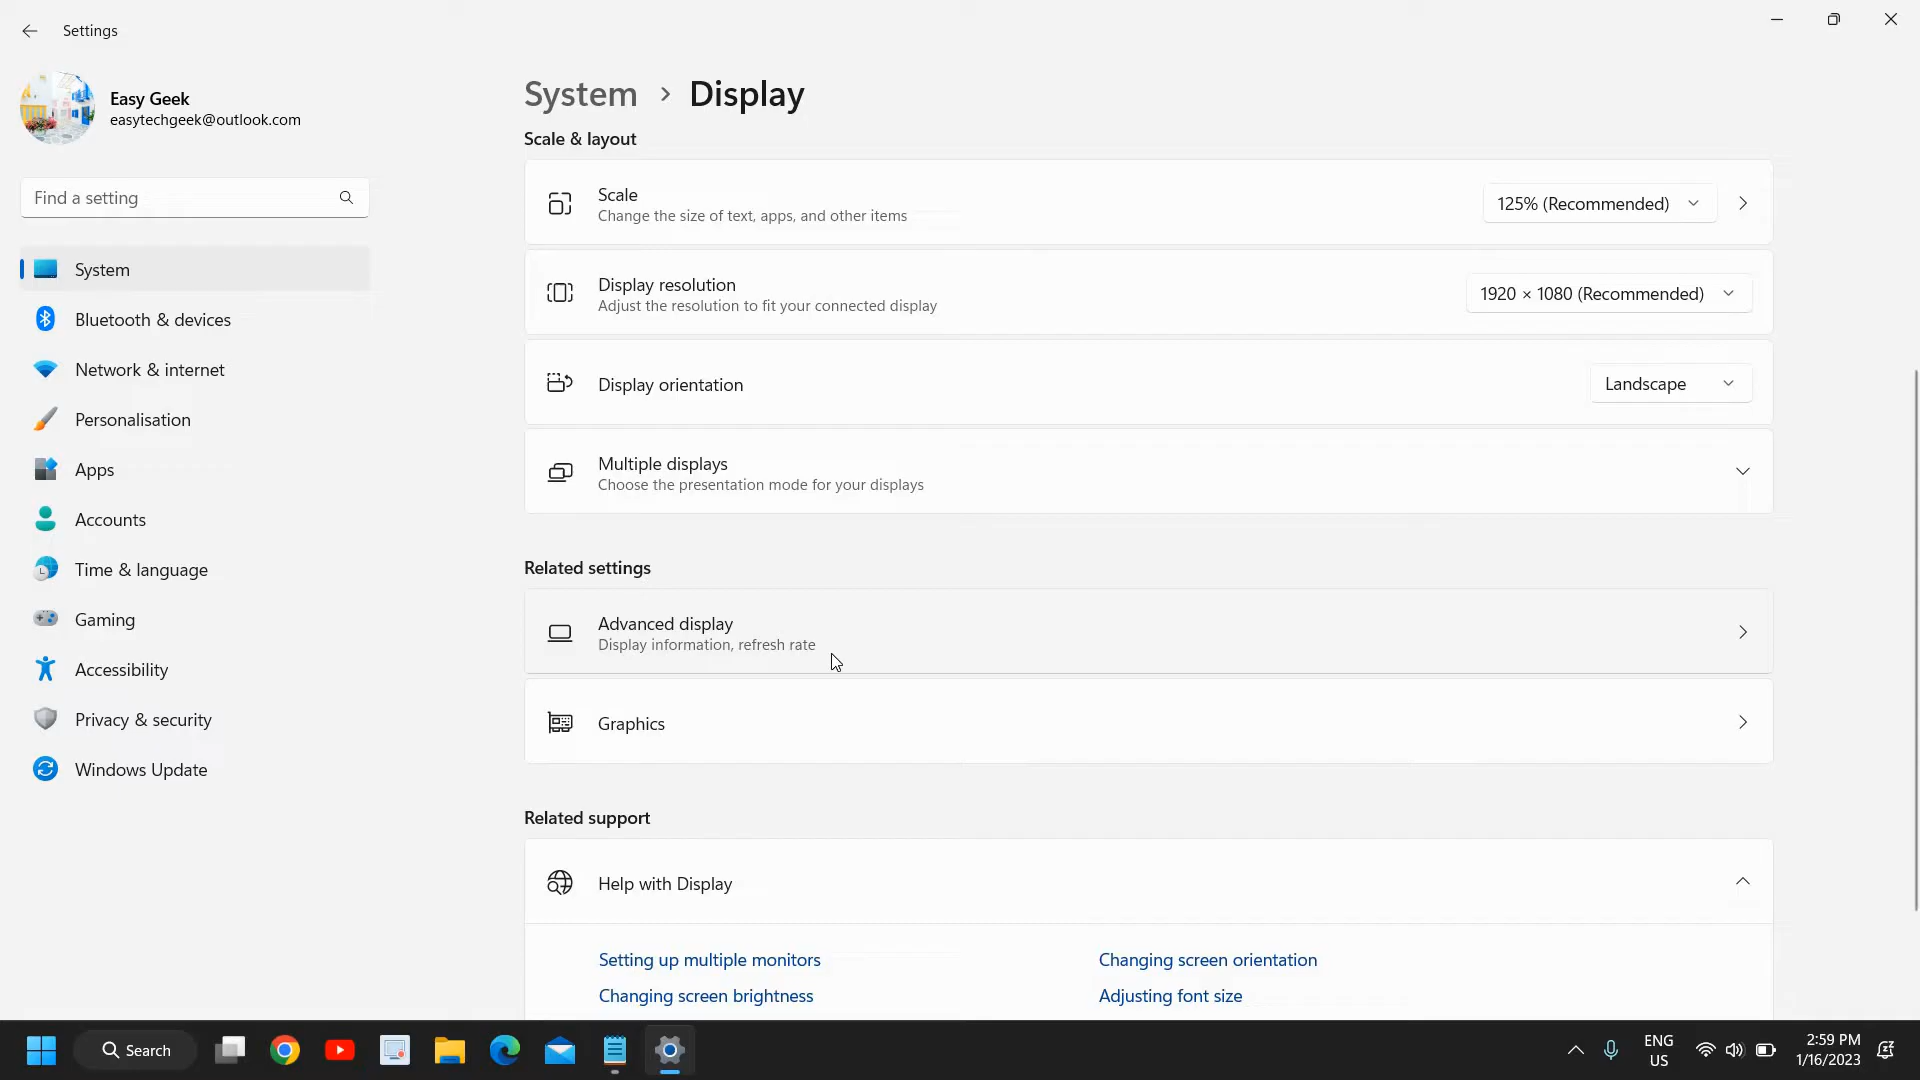 Settings
Easy Geek
easytechgeek@outlook.com
Find a setting
System
Bluetooth & devices
Network & internet
Personalisation
Apps
Accounts
Time & language
Gaming
Accessibility
Privacy & security
Windows Update
System > Display
Scale & layout
Scale
Change the size of text, apps, and other items
125% (Recommended)
Display resolution
Adjust the resolution to fit your connected display
1920 × 1080 (Recommended)
Display orientation
Landscape
Multiple displays
Choose the presentation mode for your displays
Related settings
Advanced display
Display information, refresh rate
Graphics
Related support
Help with Display
Setting up multiple monitors
Changing screen orientation
Changing screen brightness
Adjusting font size
Search
ENG
US
2:59 PM
1/16/2023